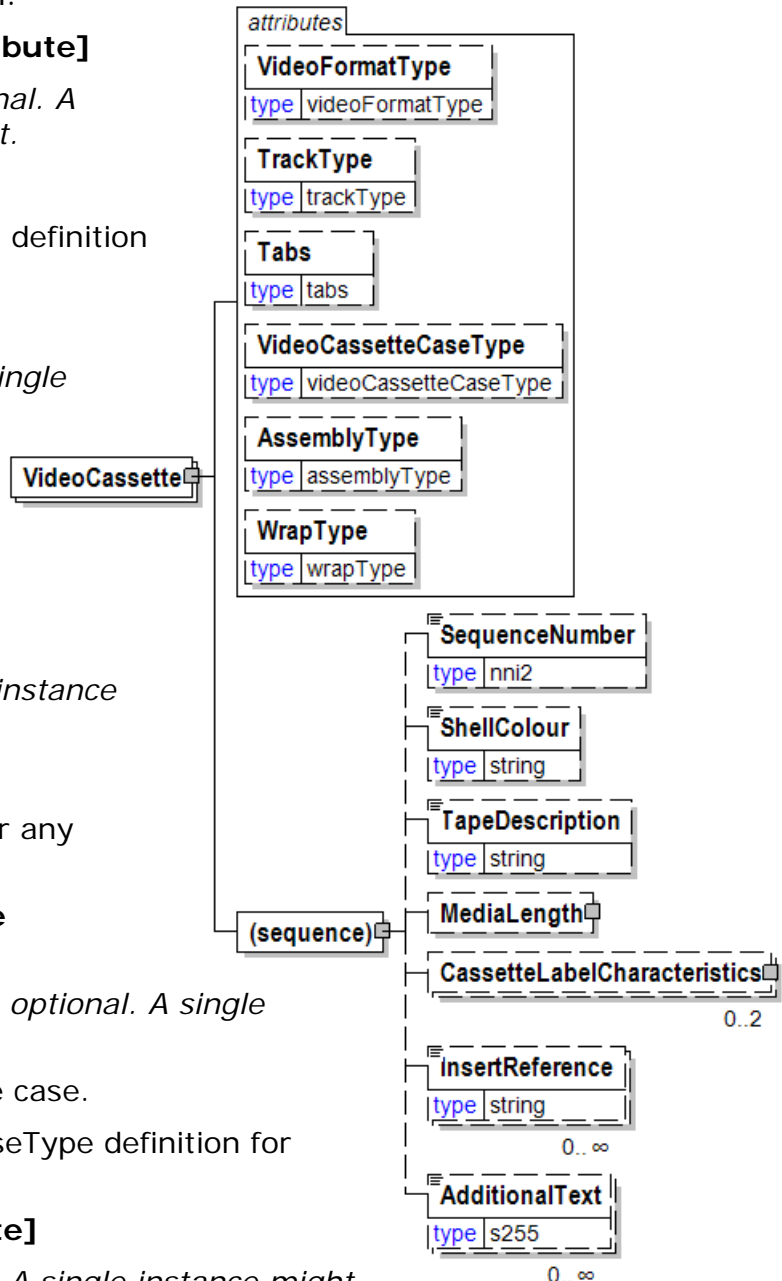 bute]
nal. A
t.
definition
ingle
instance
r any
e
optional. A single
e case.
seType definition for
te]
A single instance might
attributes
VideoFormatType
type videoFormatType
TrackType
type trackType
Tabs
type tabs
VideoCassetteCaseType
type videoCassetteCaseType
AssemblyType
type assemblyType
WrapType
type wrapType
VideoCassette
(sequence)
SequenceNumber
type nni2
ShellColour
type string
TapeDescription
type string
MediaLength
CassetteLabelCharacteristics
0..2
InsertReference
type string
0..∞
AdditionalText
type s255
0..∞